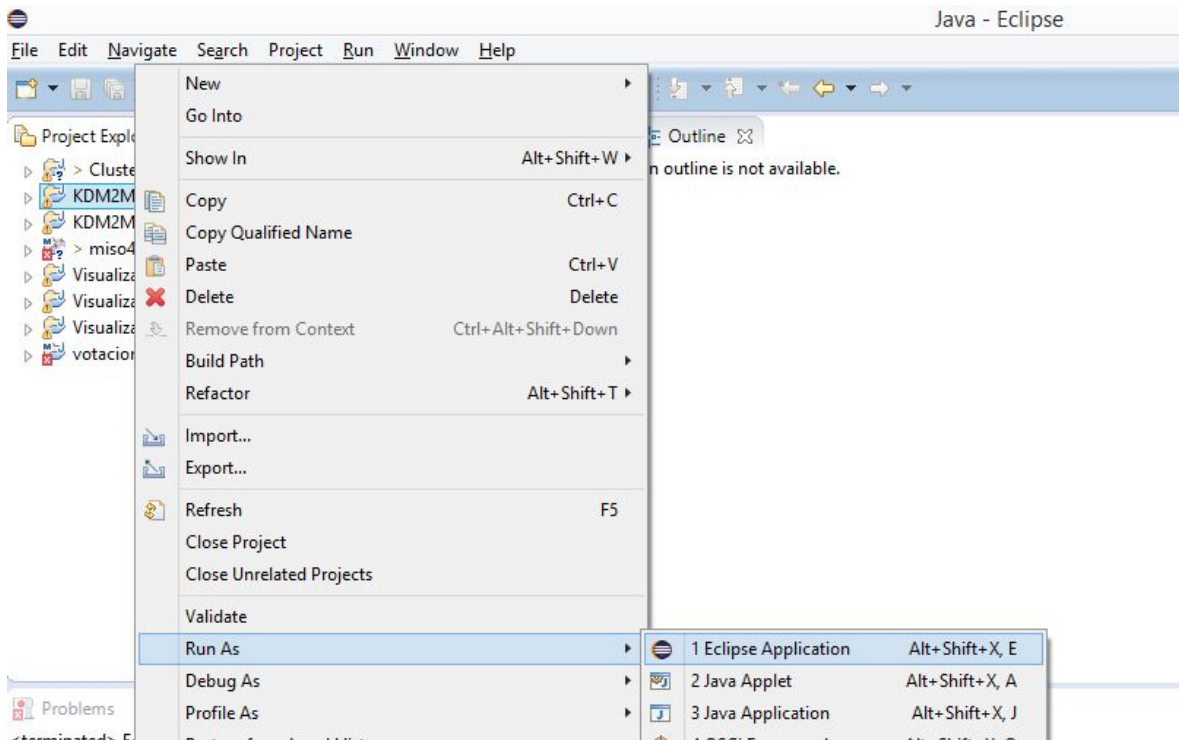 Java - Eclipse
File Edit Navigate Search Project Run Window Help
New
Go Into
Show In Alt+Shift+W
Copy Ctrl+C
Copy Qualified Name
Paste Ctrl+V
Delete Delete
Remove from Context Ctrl+Alt+Shift+Down
Build Path
Refactor Alt+Shift+T
Import...
Export...
Refresh F5
Close Project
Close Unrelated Projects
Validate
Run As
Debug As
Profile As
Project Explo
> Cluste
KDM2M
KDM2M
> miso4
Visualiza
Visualiza
Visualiza
votacion
Outline
n outline is not available.
1 Eclipse Application Alt+Shift+X, E
2 Java Applet Alt+Shift+X, A
3 Java Application Alt+Shift+X, J
Problems